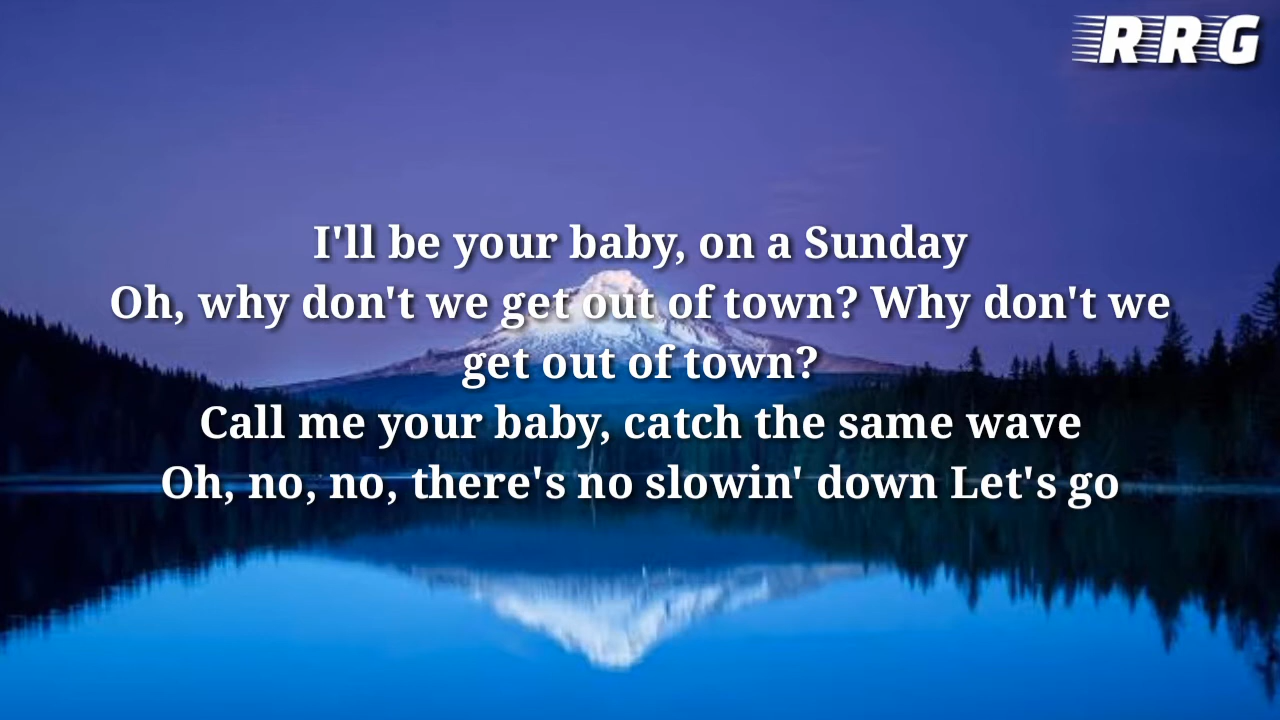 RRG
I'll be your baby, on a Sunday
Oh, why don't we get out of town? Why don't we
get out of town?
Call me your baby, catch the same wave
Oh, no, no, there's no slowin' down Let's go